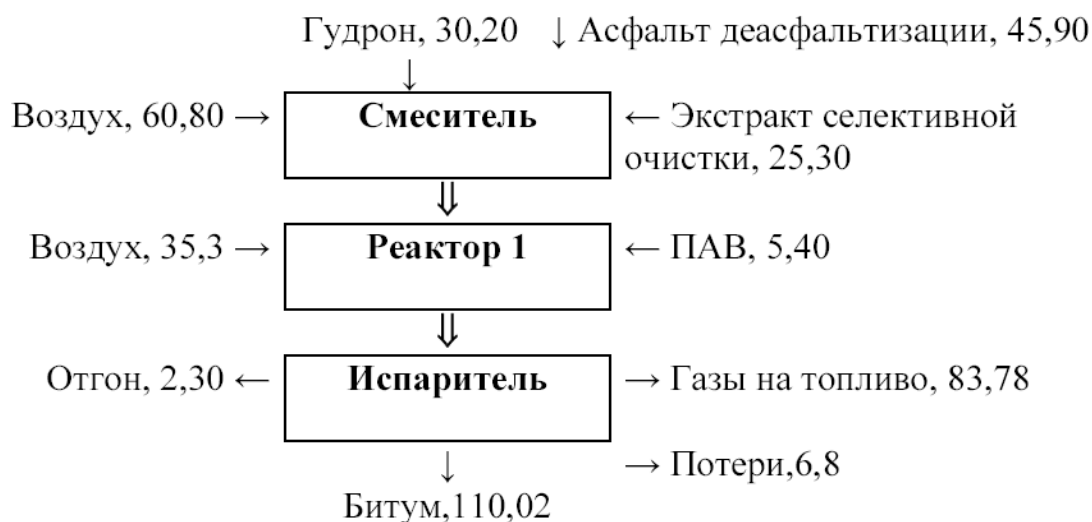 Гудрон, 30,20 ↓ Асфальт деасфальтизации, 45,90
↓
Воздух, 60,80 → Смеситель ← Экстракт селективной
очистки, 25,30
⇓
Воздух, 35,3 → Реактор 1 ← ПАВ, 5,40
⇓
Отгон, 2,30 ← Испаритель → Газы на топливо, 83,78
↓ → Потери,6,8
Битум,110,02